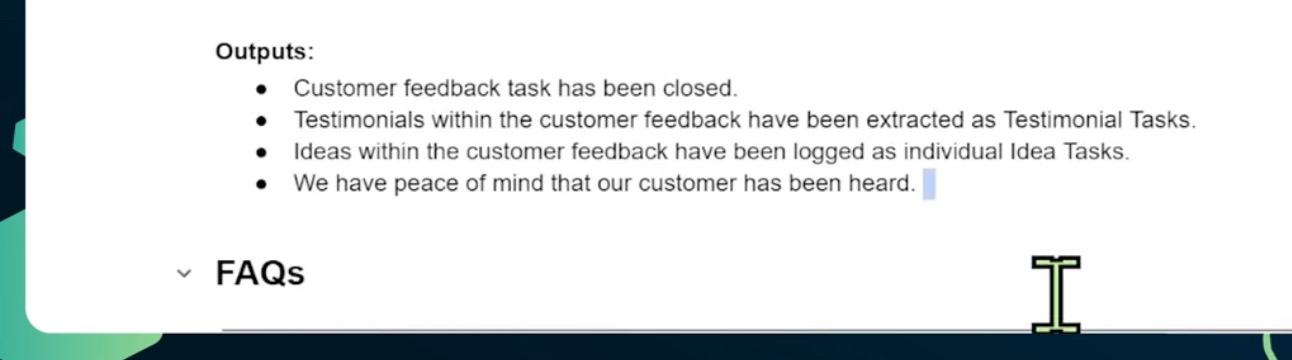 Outputs:
● Customer feedback task has been closed.
● Testimonials within the customer feedback have been extracted as Testimonial Tasks.
● Ideas within the customer feedback have been logged as individual Idea Tasks.
● We have peace of mind that our customer has been heard.
FAQs